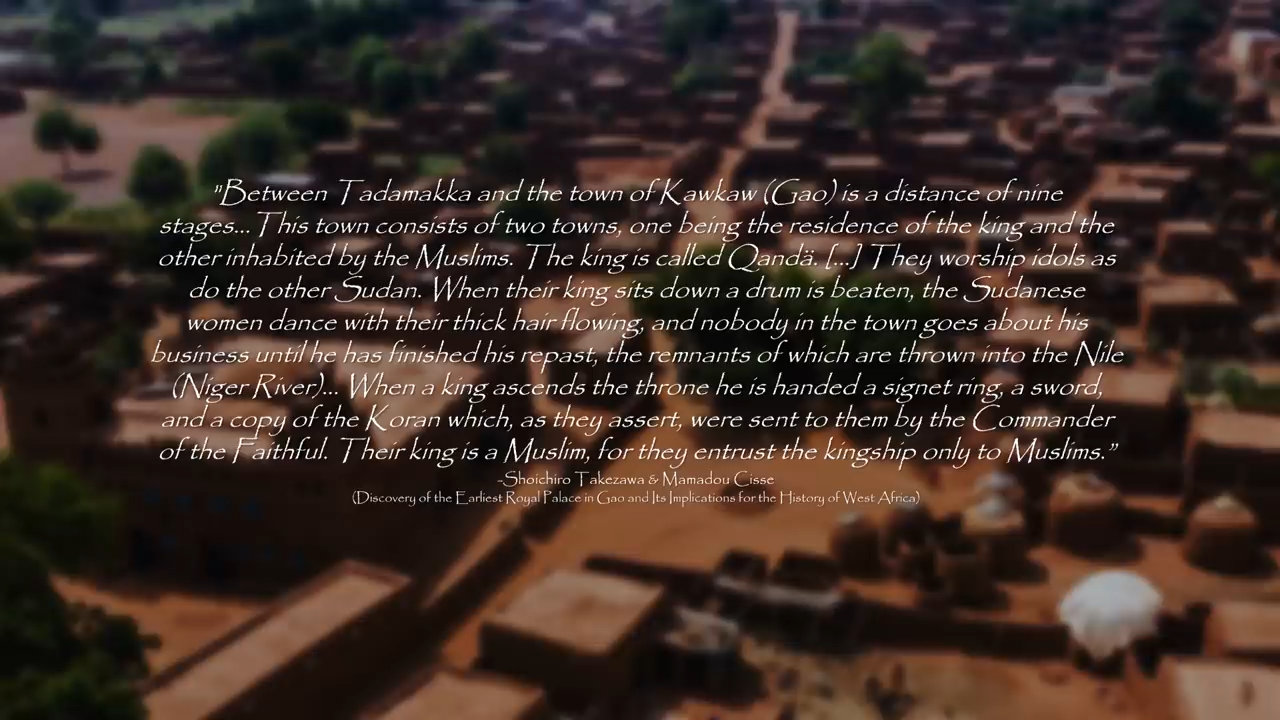 "Between Tadamakka and the town of Kawkaw (Gao) is a distance of nine
stages... This town consists of two towns, one being the residence of the king and the
other inhabited by the Muslims. The king is called Qandä. [...] They worship idols as
do the other Sudan. When their king sits down a drum is beaten, the Sudanese
women dance with their thick hair flowing, and nobody in the town goes about his
business until he has finished his repast, the remnants of which are thrown into the Nile
(Niger River)... When a king ascends the throne he is handed a signet ring, a sword,
and a copy of the Koran which, as they assert, were sent to them by the Commander
of the Faithful. Their king is a Muslim, for they entrust the kingship only to Muslims.”
-Shoichiro Takezawa & Mamadou Cisse
(Discovery of the Earliest Royal Palace in Gao and Its Implications for the History of West Africa)